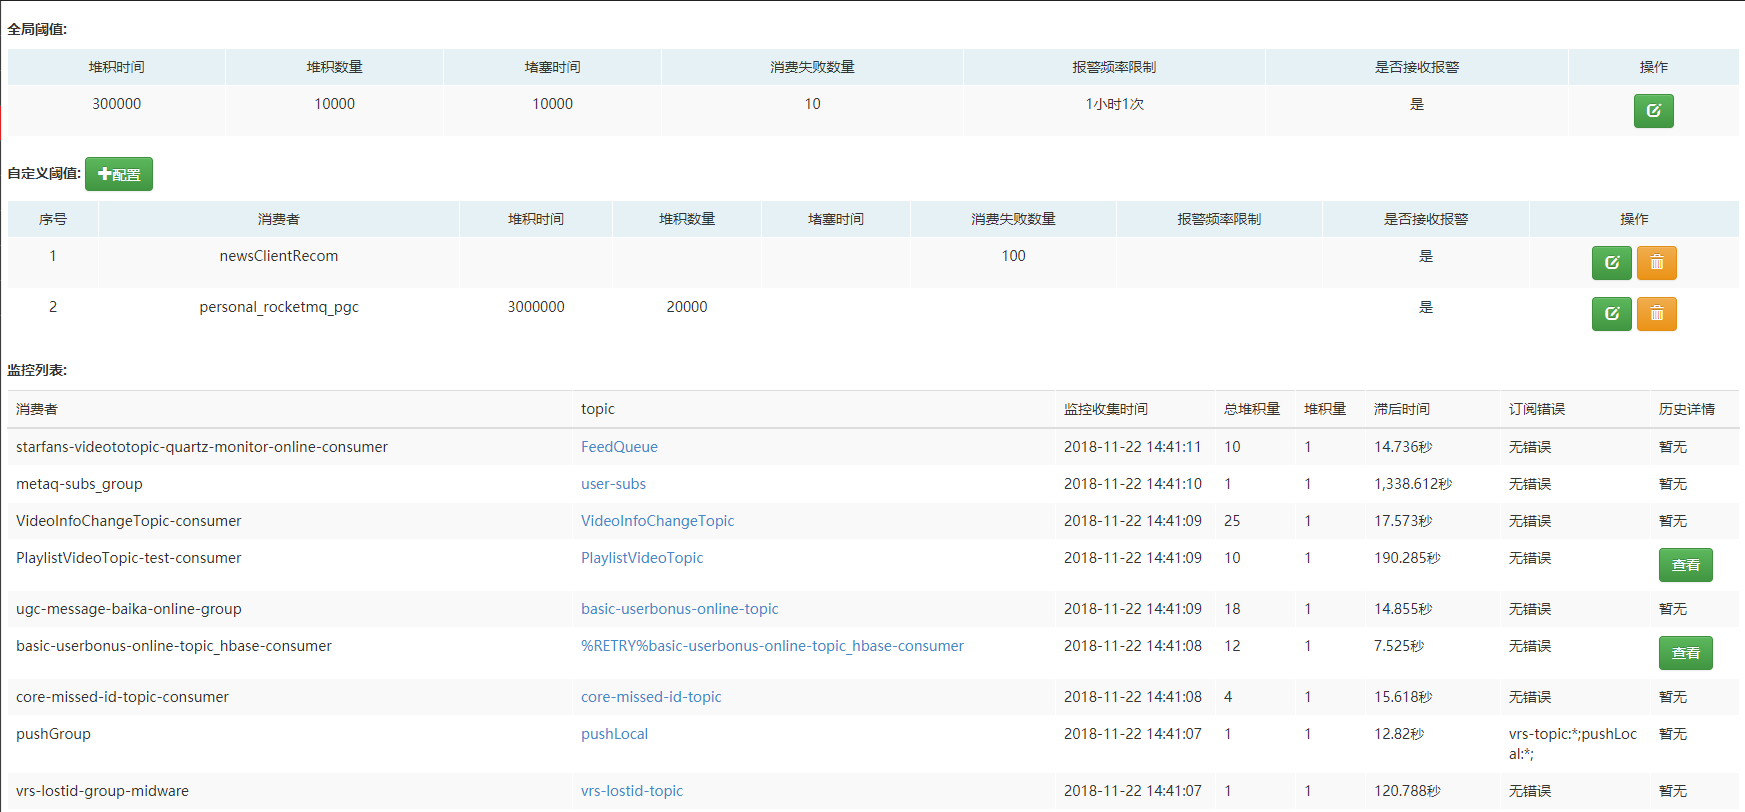 全局阈值:
堆积时间 堆积数量 堵塞时间 消费失败数量 报警频率限制 是否接收报警 操作
300000 10000 10000 10 1小时1次 是
自定义阈值: 配置
序号 消费者 堆积时间 堆积数量 堵塞时间 消费失败数量 报警频率限制 是否接收报警 操作
1 newsClientRecom 100 是
2 personal_rocketmq_pgc 3000000 20000 是
监控列表:
消费者 topic 监控收集时间 总堆积量 堆积量 滞后时间 订阅错误 历史详情
starfans-videototopic-quartz-monitor-online-consumer FeedQueue 2018-11-22 14:41:11 10 1 14.736秒 无错误 暂无
metaq-subs_group user-subs 2018-11-22 14:41:10 1 1 1,338.612秒 无错误 暂无
VideoInfoChangeTopic-consumer VideoInfoChangeTopic 2018-11-22 14:41:09 25 1 17.573秒 无错误 暂无
PlaylistVideoTopic-test-consumer PlaylistVideoTopic 2018-11-22 14:41:09 10 1 190.285秒 无错误 查看
ugc-message-baika-online-group basic-userbonus-online-topic 2018-11-22 14:41:09 18 1 14.855秒 无错误 暂无
basic-userbonus-online-topic_hbase-consumer %RETRY%basic-userbonus-online-topic_hbase-consumer 2018-11-22 14:41:08 12 1 7.525秒 无错误 查看
core-missed-id-topic-consumer core-missed-id-topic 2018-11-22 14:41:08 4 1 15.618秒 无错误 暂无
pushGroup pushLocal 2018-11-22 14:41:07 1 1 12.82秒 vrs-topic:*;pushLoc 暂无
al:*;
vrs-lostid-group-midware vrs-lostid-topic 2018-11-22 14:41:07 1 1 120.788秒 无错误 暂无